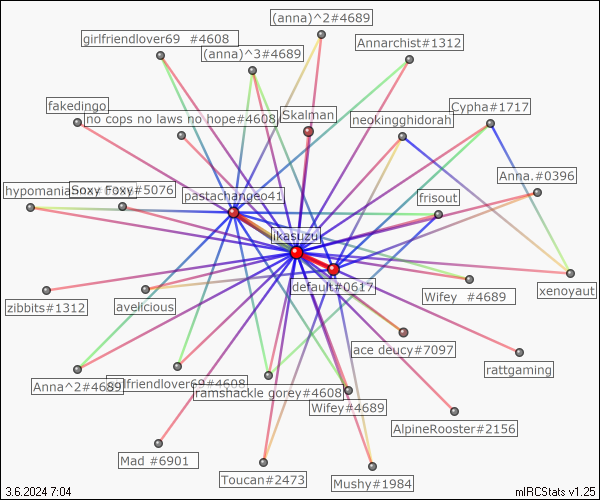 (anna)^2#4689
girlfriendlover69 #4608
Annarchist#1312
(anna)^3#4689
fakedingo
no cops no laws no hope#4608
Skalman
neokingghidorah
Cypha#1717
hypomania
Soxy Foxy#5076
Anna.#0396
pastachangeo41
frisout
ikasuzu
default#0617
zibbits#1312
avelicious
Wifey #4689
xenoyaut
ace deucy#7097
rattgaming
Anna^2#4689
girlfriendlover69#4608
ramshackle gorey#4608
Wifey#4689
AlpineRooster#2156
Mad #6901
Toucan#2473
Mushy#1984
3.6.2024 7:04
mIRCStats v1.25